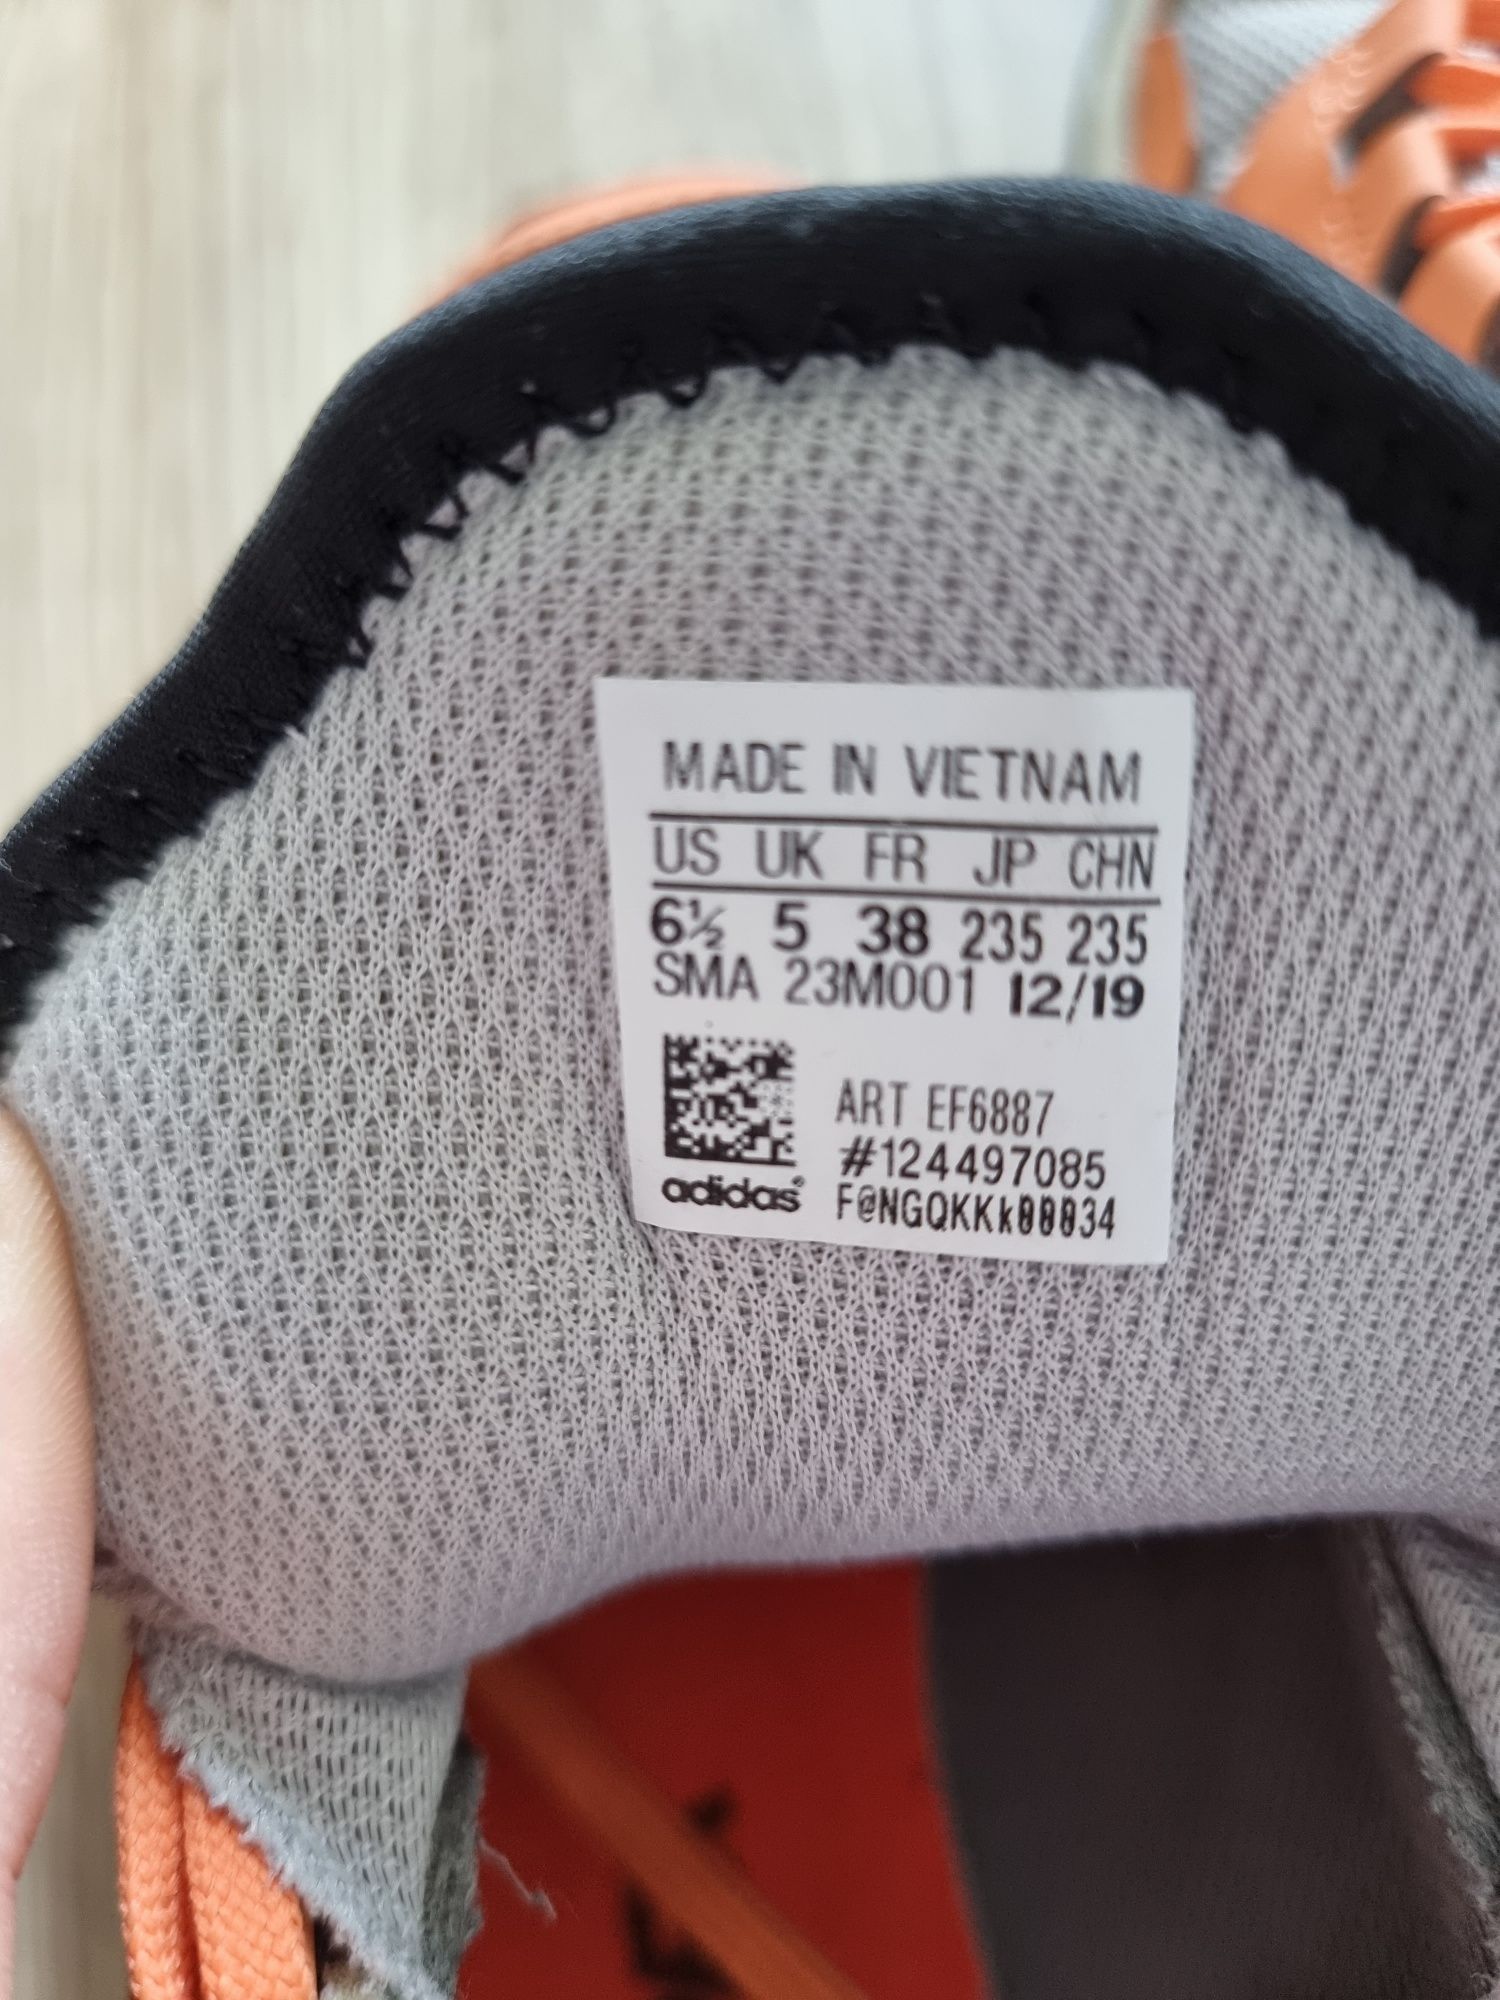 MADE IN VIETNAM
US UK FR JP CHN
6½ 5 38 235 235
SMA 23M001 12/19
ART EF6887
#124497085
adidas® F@NGQKKk00034